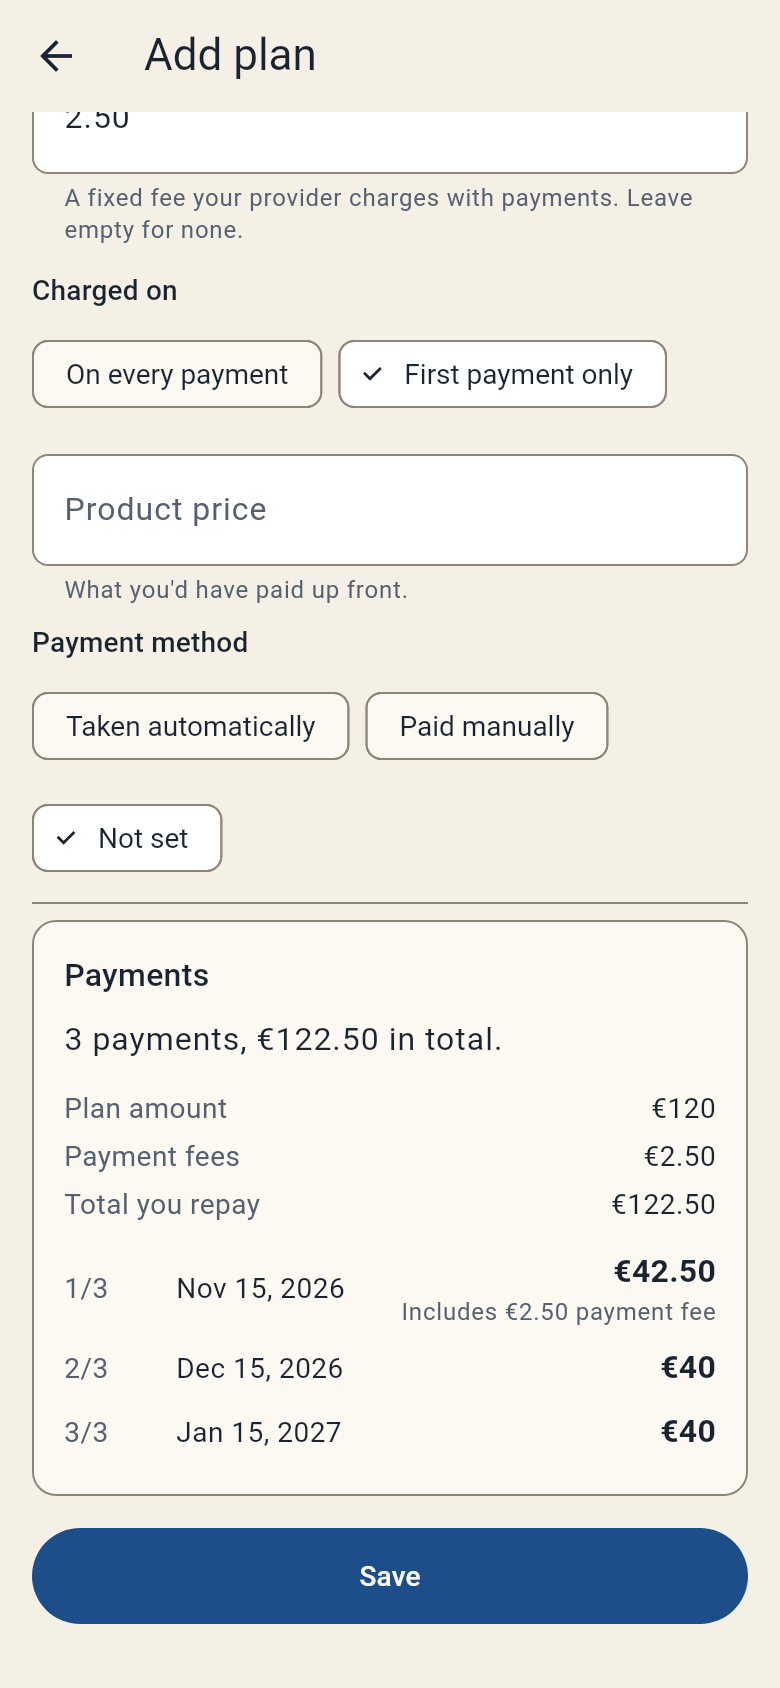 Add plan
2.50
A fixed fee your provider charges with payments. Leave
empty for none.
Charged on
On every payment
First payment only
Product price
What you'd have paid up front.
Payment method
Taken automatically
Paid manually
Not set
Payments
3 payments, €122.50 in total.
Plan amount €120
Payment fees €2.50
Total you repay €122.50
1/3 Nov 15, 2026 €42.50
Includes €2.50 payment fee
2/3 Dec 15, 2026 €40
3/3 Jan 15, 2027 €40
Save